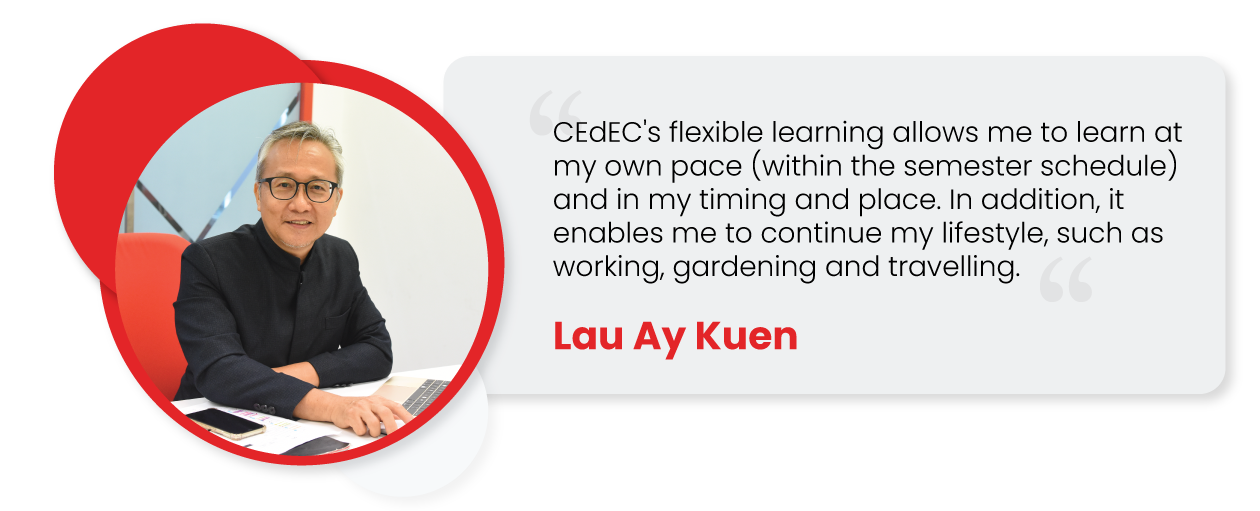 CEdEC's flexible learning allows me to learn at
my own pace (within the semester schedule)
and in my timing and place. In addition, it
enables me to continue my lifestyle, such as
working, gardening and travelling.
Lau Ay Kuen